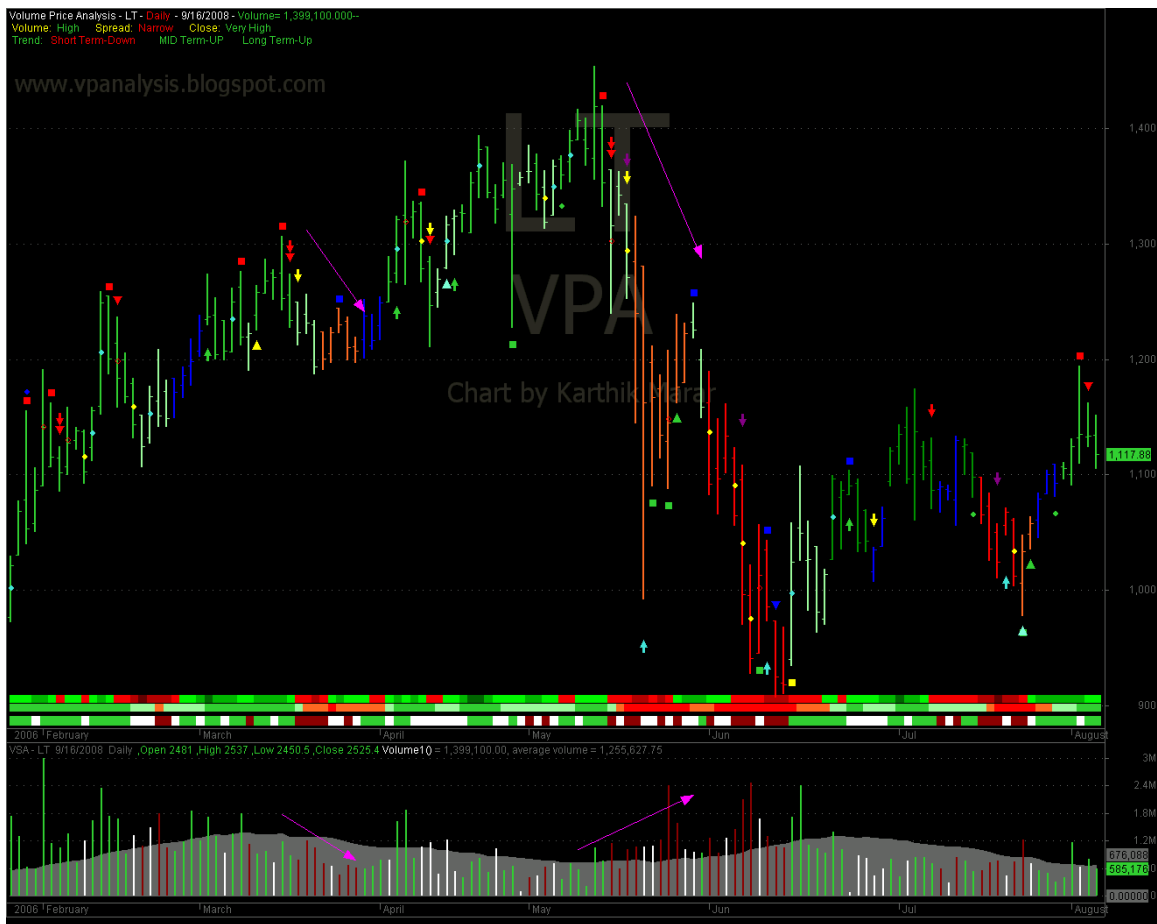 Volume Price Analysis - LT - Daily - 9/16/2008 - Volume= 1,399,100.000--
Volume: High Spread: Narrow Close: Very High
Trend: Short Term-Down MID Term-UP Long Term-Up
www.vpanalysis.blogspot.com
LT
VPA
Chart by Karthik Marar
1,400
1,300
1,200
1,117.88
1,100
1,000
900
2006 February March April May Jun Jul August
VSA - LT 9/16/2008 Daily ,Open 2481 ,High 2537 ,Low 2450.5 ,Close 2525.4 Volume1() = 1,399,100.00, average volume = 1,255,627.75
3M
2.4M
1.8M
1.2M
676,088
585,176
0.00000
2006 February March April May Jun Jul August